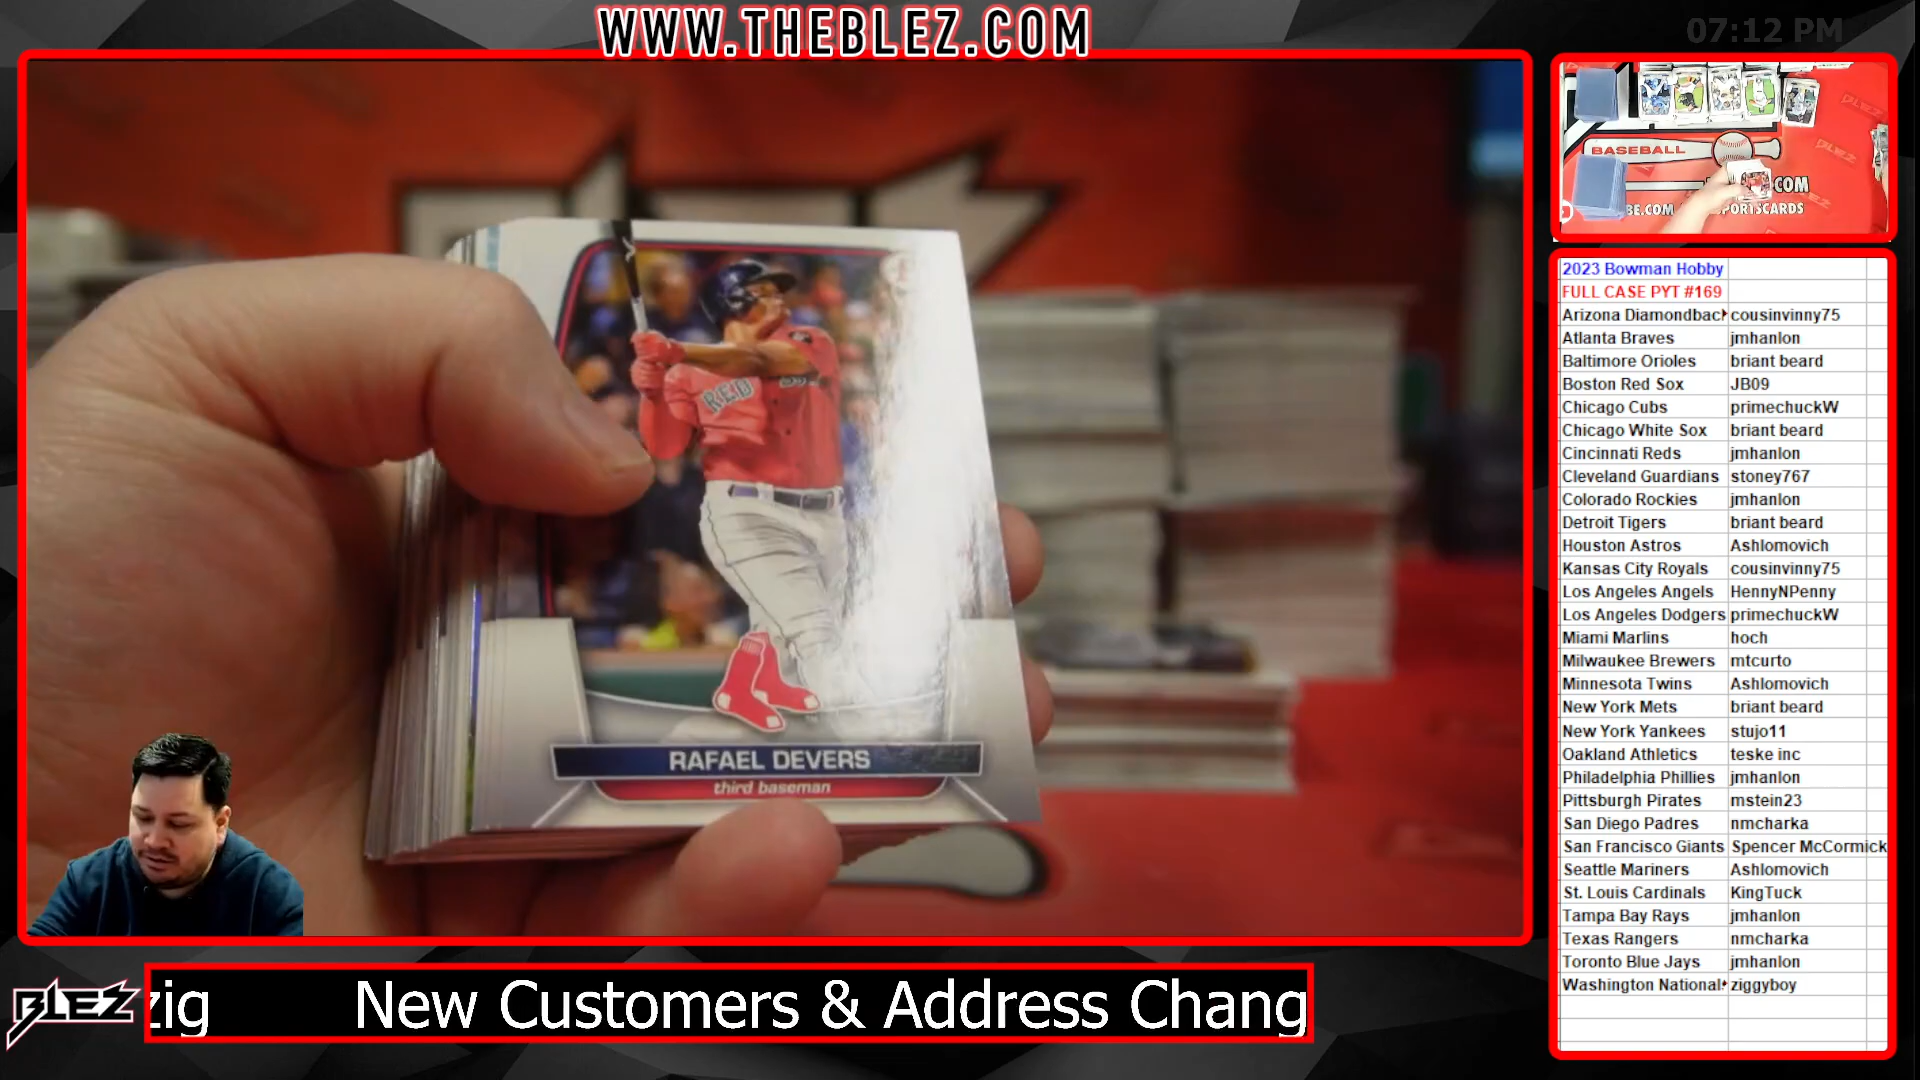 WWW.THEBLEZ.COM
07:12 PM
BASEBALL
.COM
BE.COM
RED
RAFAEL DEVERS
third baseman
2023 Bowman Hobby
FULL CASE PYT #169
Arizona Diamondbac cousinvinny75
Atlanta Braves jmhanlon
Baltimore Orioles briant beard
Boston Red Sox JB09
Chicago Cubs primechuckW
Chicago White Sox briant beard
Cincinnati Reds jmhanlon
Cleveland Guardians stoney767
Colorado Rockies jmhanlon
Detroit Tigers briant beard
Houston Astros Ashlomovich
Kansas City Royals cousinvinny75
Los Angeles Angels HennyNPenny
Los Angeles Dodgers primechuckW
Miami Marlins hoch
Milwaukee Brewers mtcurto
Minnesota Twins Ashlomovich
New York Mets briant beard
New York Yankees stujo11
Oakland Athletics teske inc
Philadelphia Phillies jmhanlon
Pittsburgh Pirates mstein23
San Diego Padres nmcharka
San Francisco Giants Spencer McCormick
Seattle Mariners Ashlomovich
St. Louis Cardinals KingTuck
Tampa Bay Rays jmhanlon
Texas Rangers nmcharka
Toronto Blue Jays jmhanlon
Washington National ziggyboy
BLEZ
zig New Customers & Address Chang